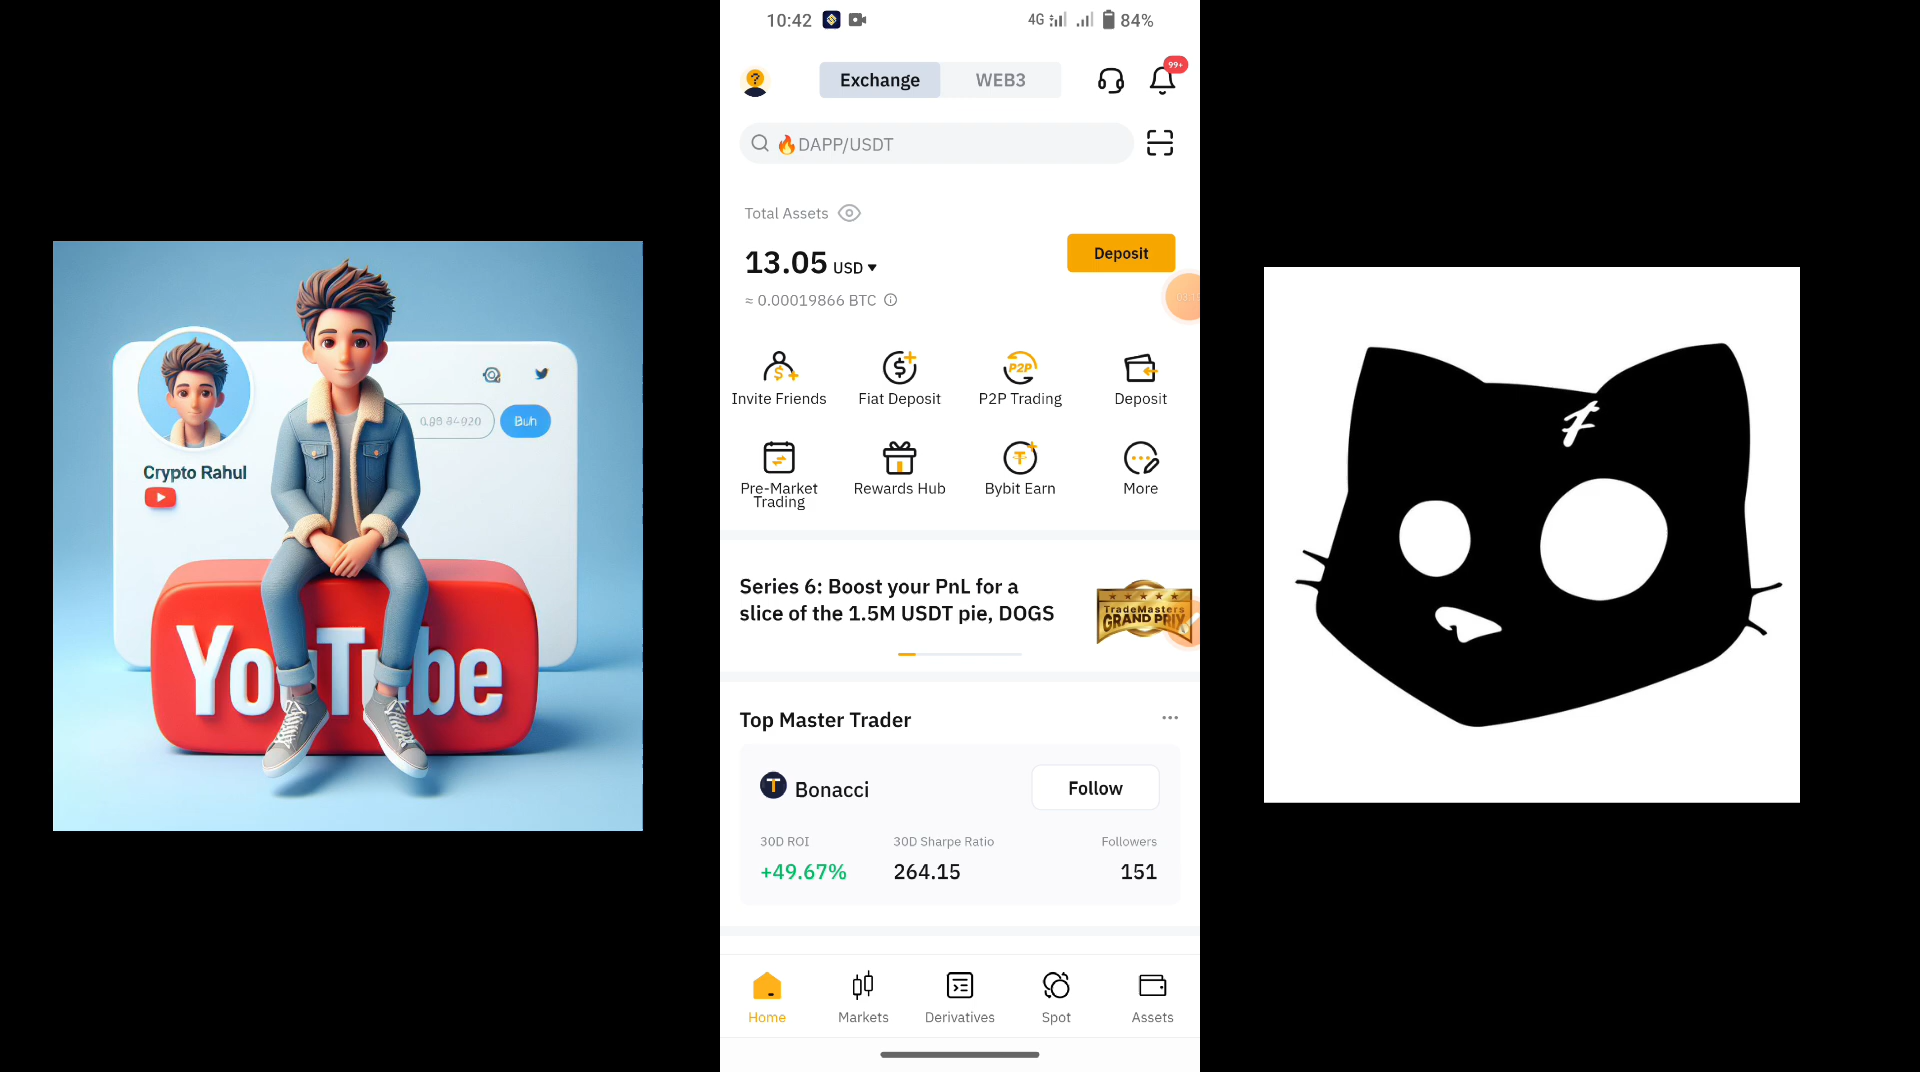 Crypto Rahul
Buh
YouTube
10:42
4G
84%
Exchange
WEB3
99+
🔥DAPP/USDT
Total Assets
13.05 USD
Deposit
≈ 0.00019866 BTC
Invite Friends
Fiat Deposit
P2P
P2P Trading
Deposit
Pre-Market
Trading
Rewards Hub
Bybit Earn
More
Series 6: Boost your PnL for a
slice of the 1.5M USDT pie, DOGS
TradeMasters
GRAND PRIX
Top Master Trader
Bonacci
Follow
30D ROI
30D Sharpe Ratio
Followers
+49.67%
264.15
151
Home
Markets
Derivatives
Spot
Assets